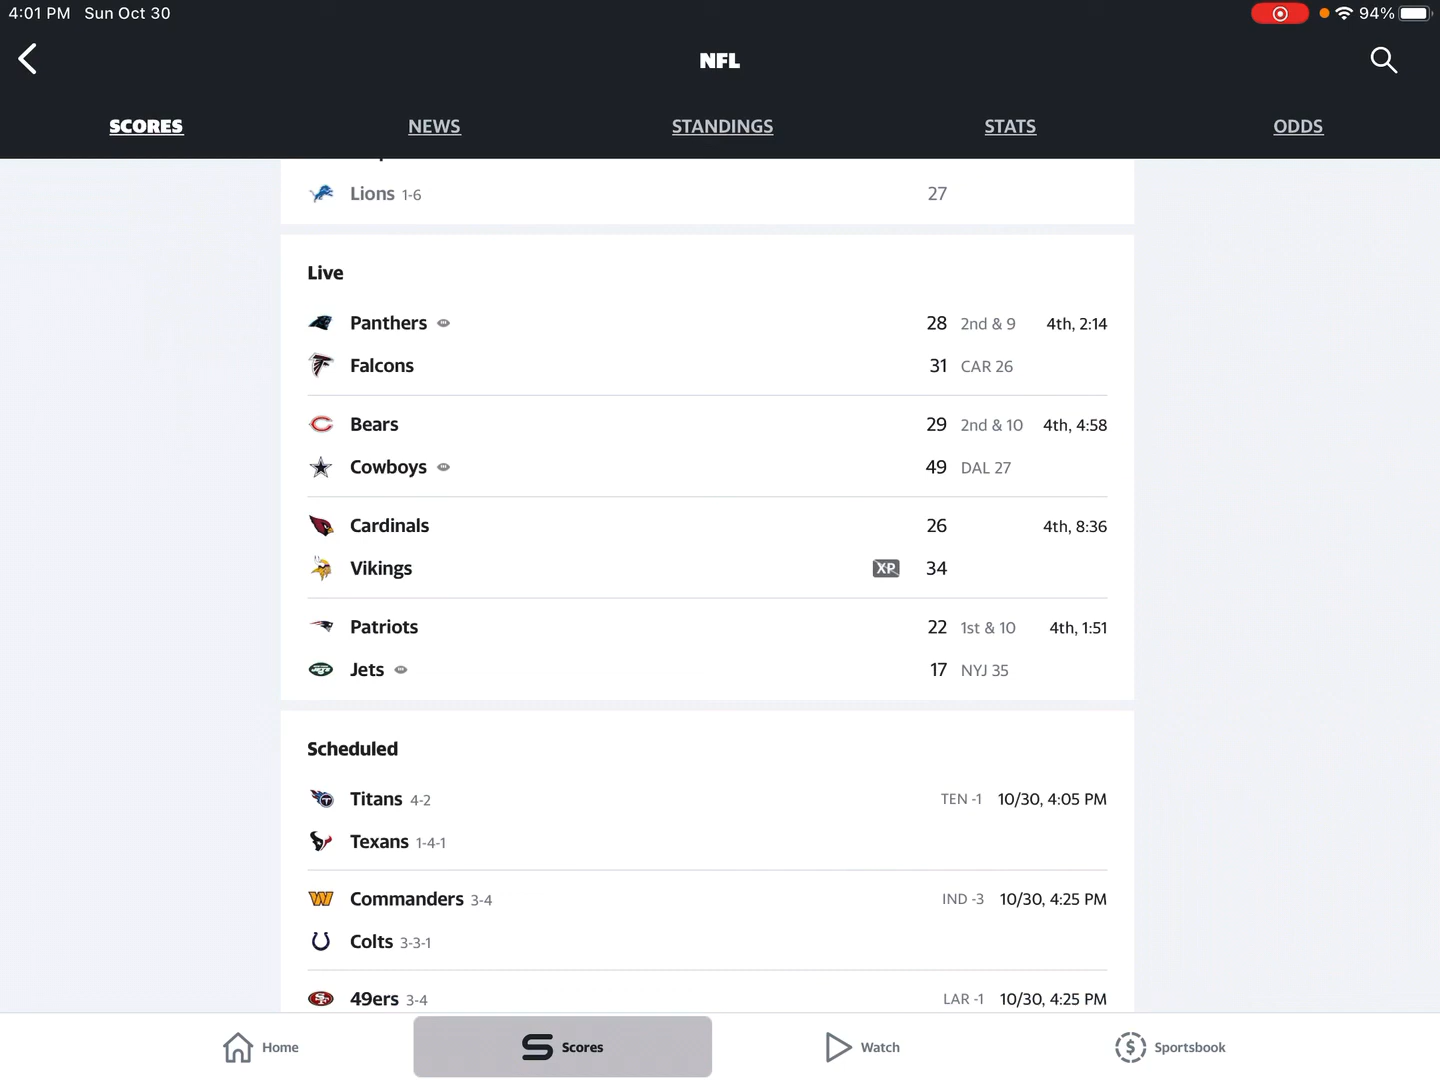 4:01 PM Sun Oct 30 94%
NFL
SCORES NEWS STANDINGS STATS ODDS
Lions 1-6 27
Live
Panthers 28 2nd & 9 4th, 2:14
Falcons 31 CAR 26
Bears 29 2nd & 10 4th, 4:58
Cowboys 49 DAL 27
Cardinals 26 4th, 8:36
Vikings XP 34
Patriots 22 1st & 10 4th, 1:51
Jets 17 NYJ 35
Scheduled
Titans 4-2 TEN -1 10/30, 4:05 PM
Texans 1-4-1
Commanders 3-4 IND -3 10/30, 4:25 PM
Colts 3-3-1
49ers 3-4 LAR -1 10/30, 4:25 PM
Home Scores Watch Sportsbook